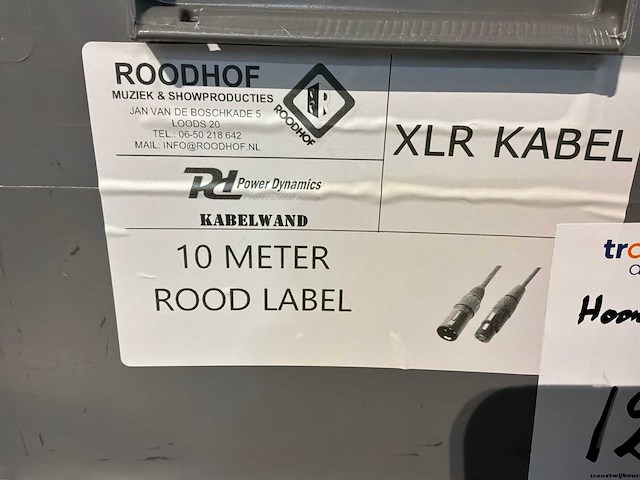 ROODHOF
MUZIEK & SHOWPRODUCTIES
JAN VAN DE BOSCHKADE 5
LOODS 20
TEL.: 06-50 218 642
MAIL: INFO@ROODHOF.NL
R
ROODHOF
XLR KABEL
PD Power Dynamics
KABELWAND
10 METER
ROOD LABEL